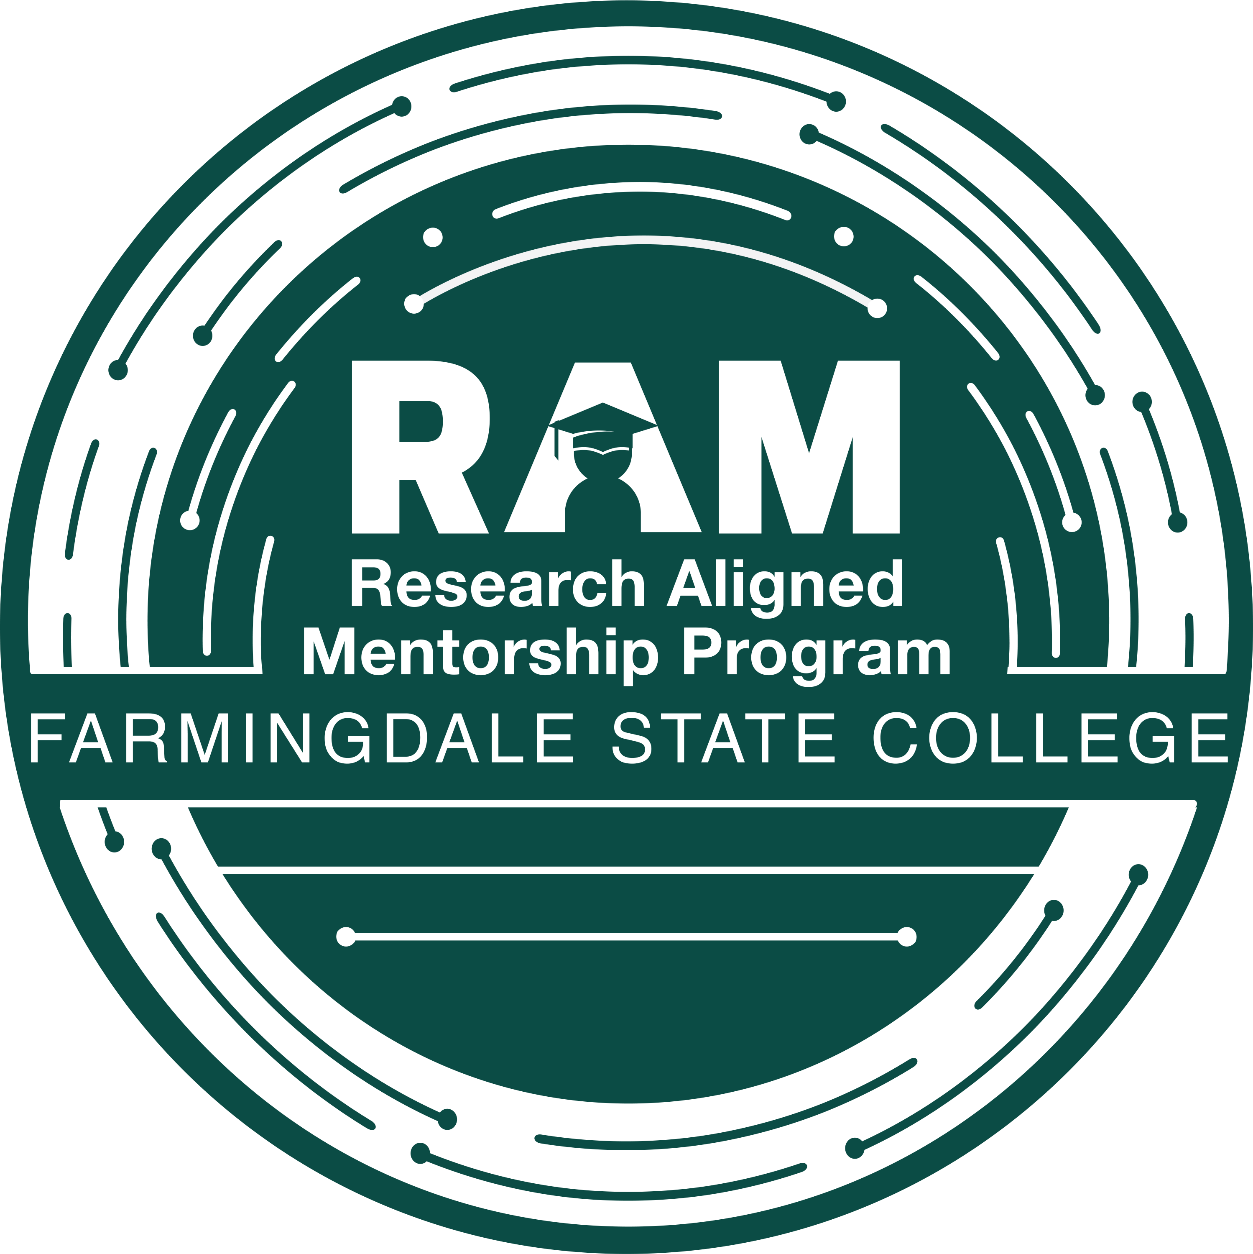 RAM
Research Aligned
Mentorship Program
FARMINGDALE STATE COLLEGE